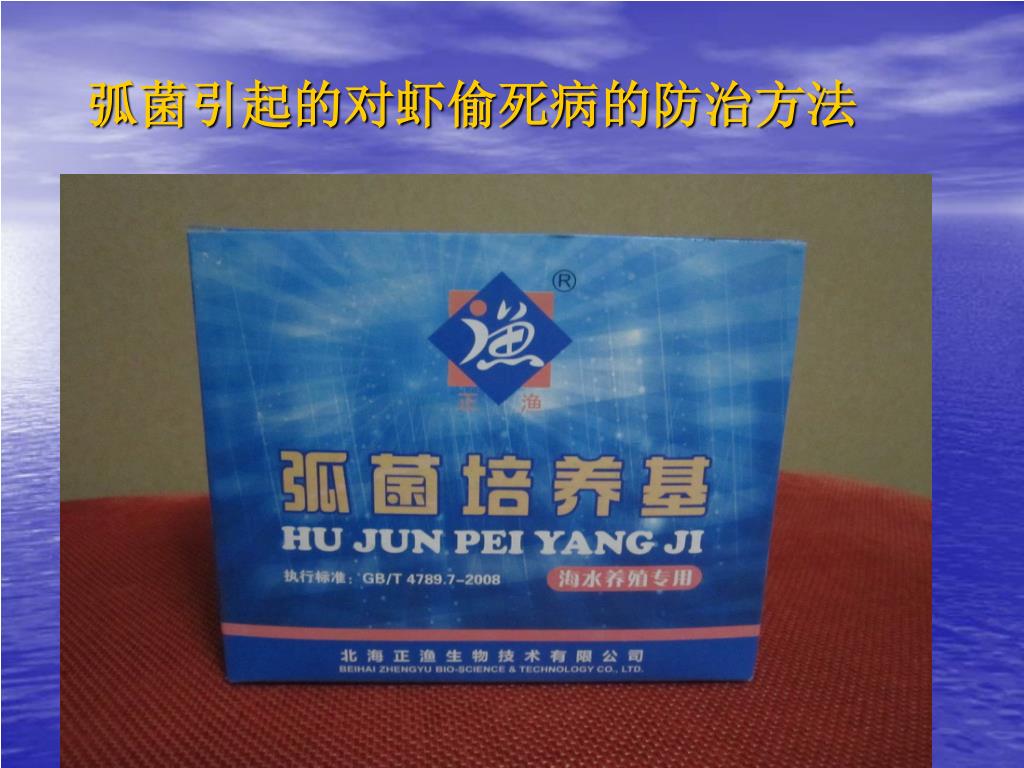 弧菌引起的对虾偷死病的防治方法
®
渔
正 渔
弧菌培养基
HU JUN PEI YANG JI
执行标准：GB/T 4789.7-2008
海水养殖专用
北海正渔生物技术有限公司
BEIHAI ZHENGYU BIO-SCIENCE & TECHNOLOGY CO., LTD.